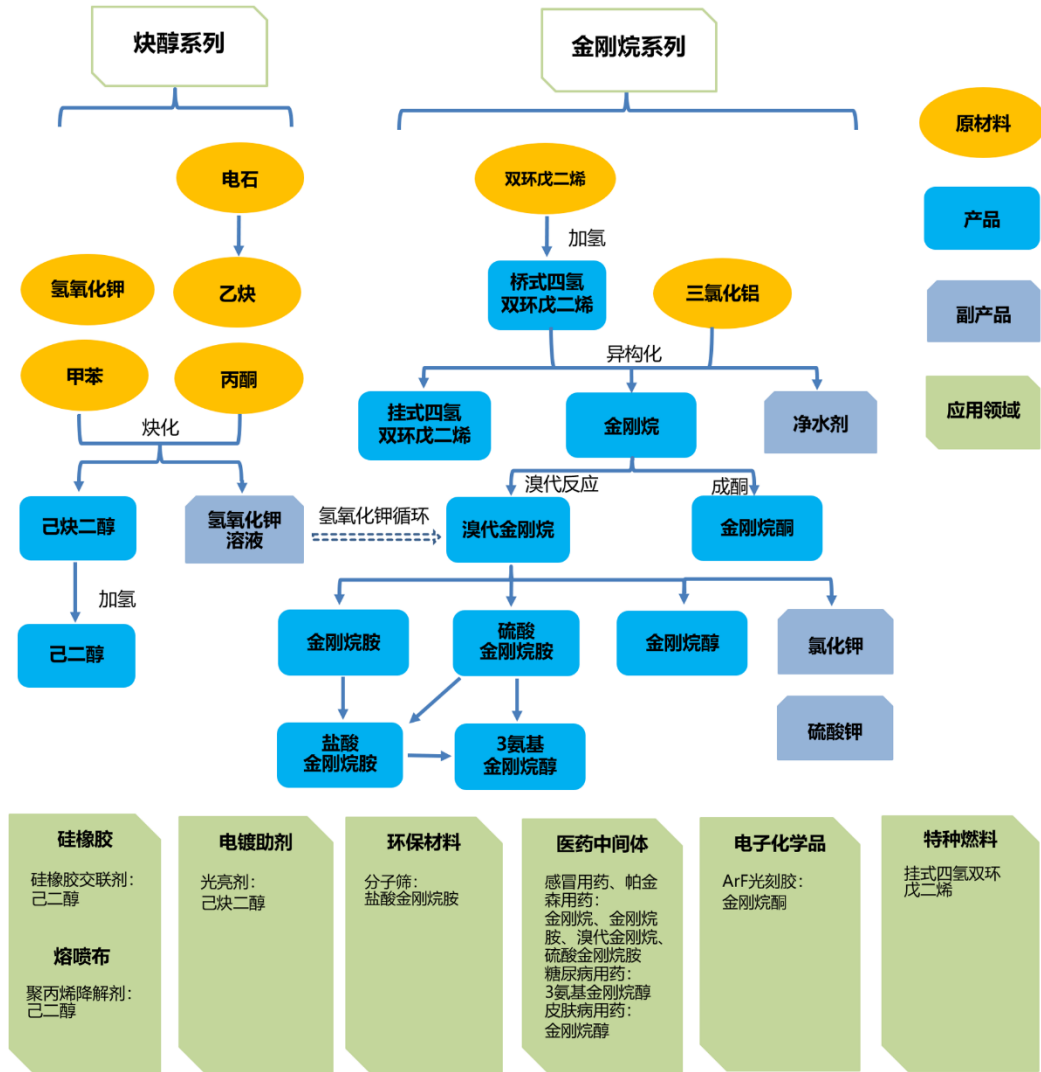 炔醇系列
金刚烷系列
原材料
产品
副产品
应用领域
电石
氢氧化钾
乙炔
甲苯
丙酮
炔化
己炔二醇
氢氧化钾
溶液
加氢
己二醇
氢氧化钾循环
双环戊二烯
加氢
桥式四氢
双环戊二烯
三氯化铝
异构化
挂式四氢
双环戊二烯
金刚烷
净水剂
溴代反应
成酮
溴代金刚烷
金刚烷酮
金刚烷胺
硫酸
金刚烷胺
金刚烷醇
氯化钾
硫酸钾
盐酸
金刚烷胺
3氨基
金刚烷醇
硅橡胶
硅橡胶交联剂：
己二醇
熔喷布
聚丙烯降解剂：
己二醇
电镀助剂
光亮剂：
己炔二醇
环保材料
分子筛：
盐酸金刚烷胺
医药中间体
感冒用药、帕金
森用药：
金刚烷、金刚烷
胺、溴代金刚烷、
硫酸金刚烷胺
糖尿病用药：
3氨基金刚烷醇
皮肤病用药：
金刚烷醇
电子化学品
ArF光刻胶：
金刚烷酮
特种燃料
挂式四氢双环
戊二烯